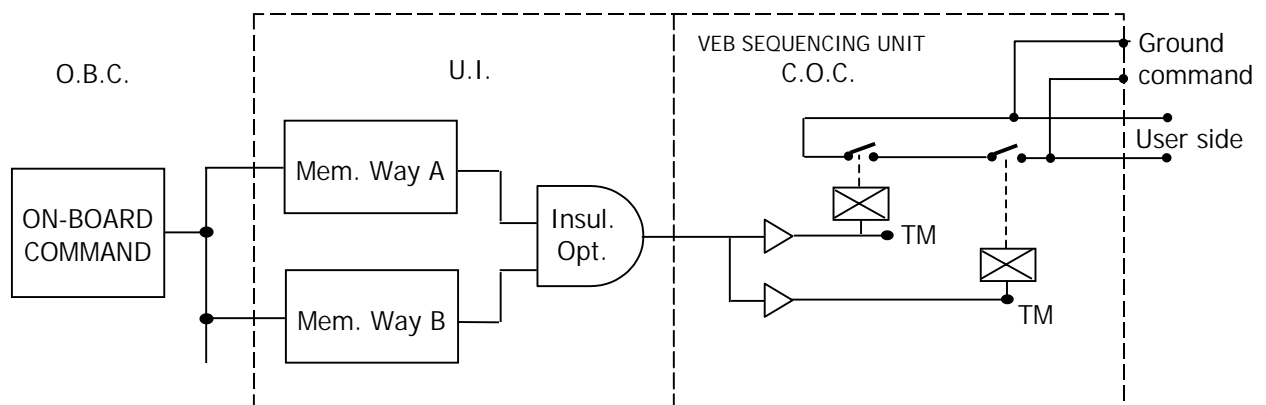 O.B.C.
U.I.
VEB SEQUENCING UNIT
C.O.C.
Ground
command
User side
ON-BOARD
COMMAND
Mem. Way A
Mem. Way B
Insul.
Opt.
TM
TM